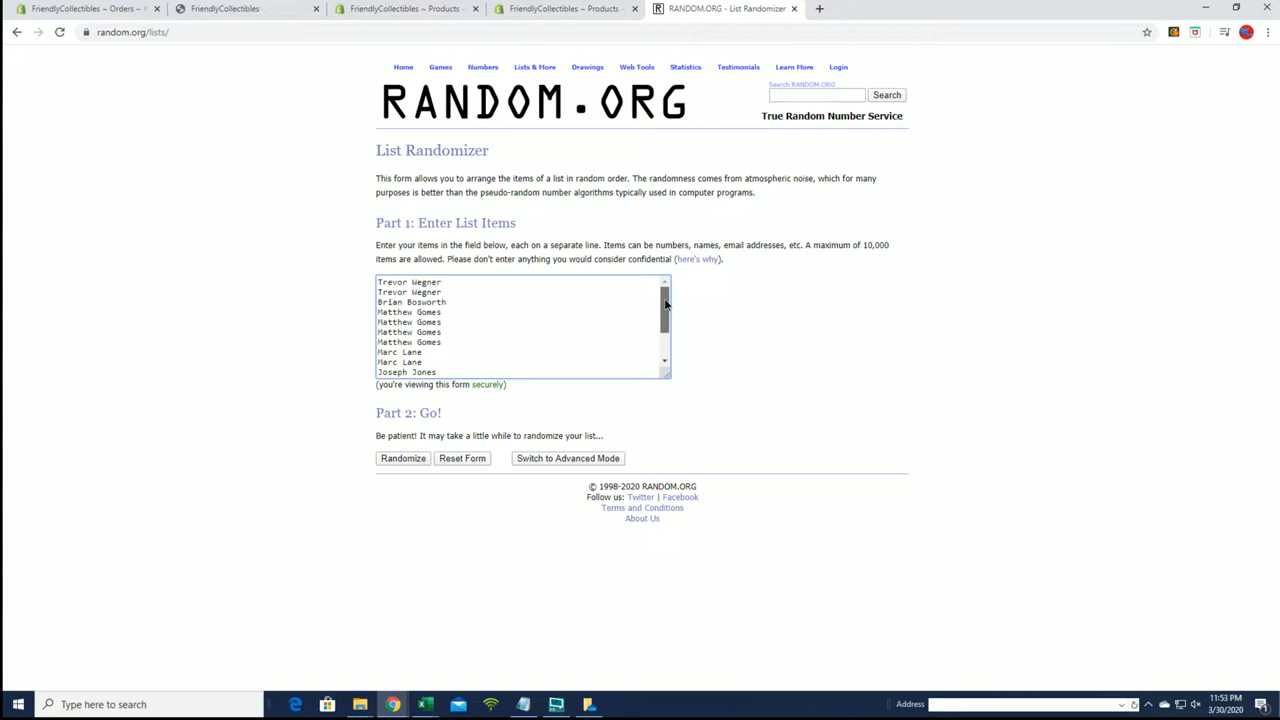 FriendlyCollectibles ~ Orders ~
FriendlyCollectibles
FriendlyCollectibles ~ Products ~
FriendlyCollectibles ~ Products ~
RANDOM.ORG - List Randomizer
random.org/lists/
Home Games Numbers Lists & More Drawings Web Tools Statistics Testimonials Learn More Login
Search RANDOM.ORG
RANDOM.ORG
Search
True Random Number Service
List Randomizer
This form allows you to arrange the items of a list in random order. The randomness comes from atmospheric noise, which for many
purposes is better than the pseudo-random number algorithms typically used in computer programs.
Part 1: Enter List Items
Enter your items in the field below, each on a separate line. Items can be numbers, names, email addresses, etc. A maximum of 10,000
items are allowed. Please don't enter anything you would consider confidential (here's why).
Trevor Wegner
Trevor Wegner
Brian Bosworth
Matthew Gomes
Matthew Gomes
Matthew Gomes
Matthew Gomes
Marc Lane
Marc Lane
Joseph Jones
(you're viewing this form securely)
Part 2: Go!
Be patient! It may take a little while to randomize your list...
Randomize Reset Form Switch to Advanced Mode
© 1998-2020 RANDOM.ORG
Follow us: Twitter | Facebook
Terms and Conditions
About Us
Type here to search
Address
11:53 PM
3/30/2020